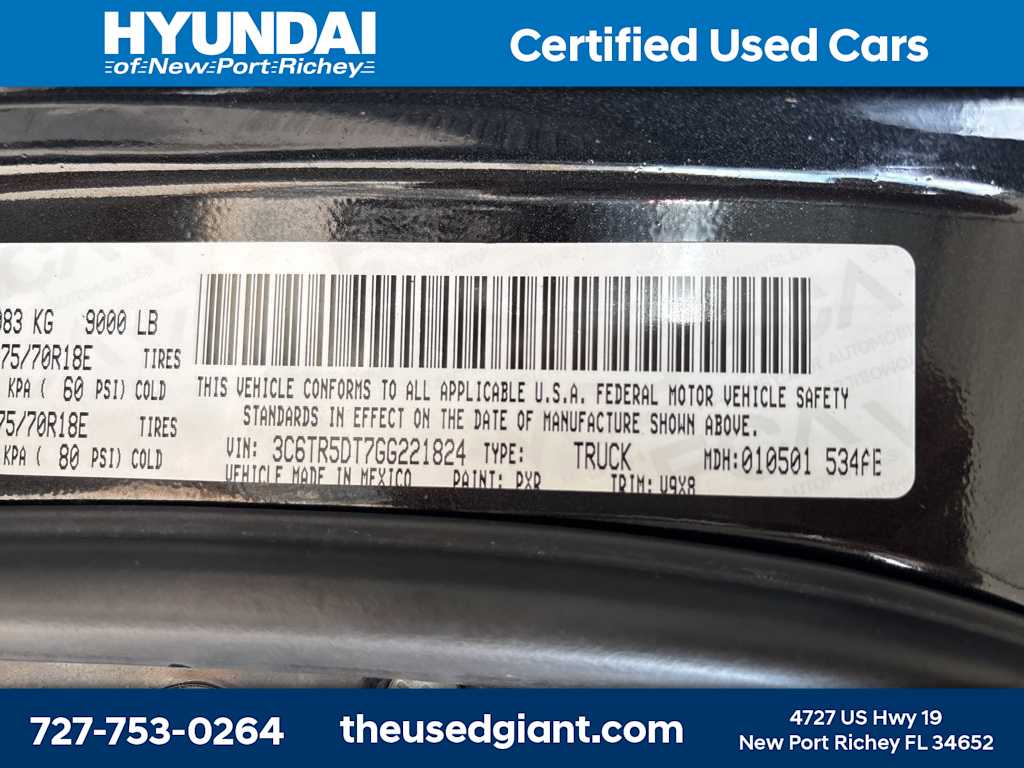 HYUNDAI
of New Port Richey
Certified Used Cars
983 KG 9000 LB
75/70R18E TIRES
KPA ( 60 PSI) COLD
75/70R18E TIRES
KPA ( 80 PSI) COLD
THIS VEHICLE CONFORMS TO ALL APPLICABLE U.S.A. FEDERAL MOTOR VEHICLE SAFETY
STANDARDS IN EFFECT ON THE DATE OF MANUFACTURE SHOWN ABOVE.
VIN: 3C6TR5DT7GG221824 TYPE: TRUCK MDH: 010501 534AE
VEHICLE MADE IN MEXICO PAINT: PXR TRIM: V9X8
727-753-0264
theusedgiant.com
4727 US Hwy 19
New Port Richey FL 34652